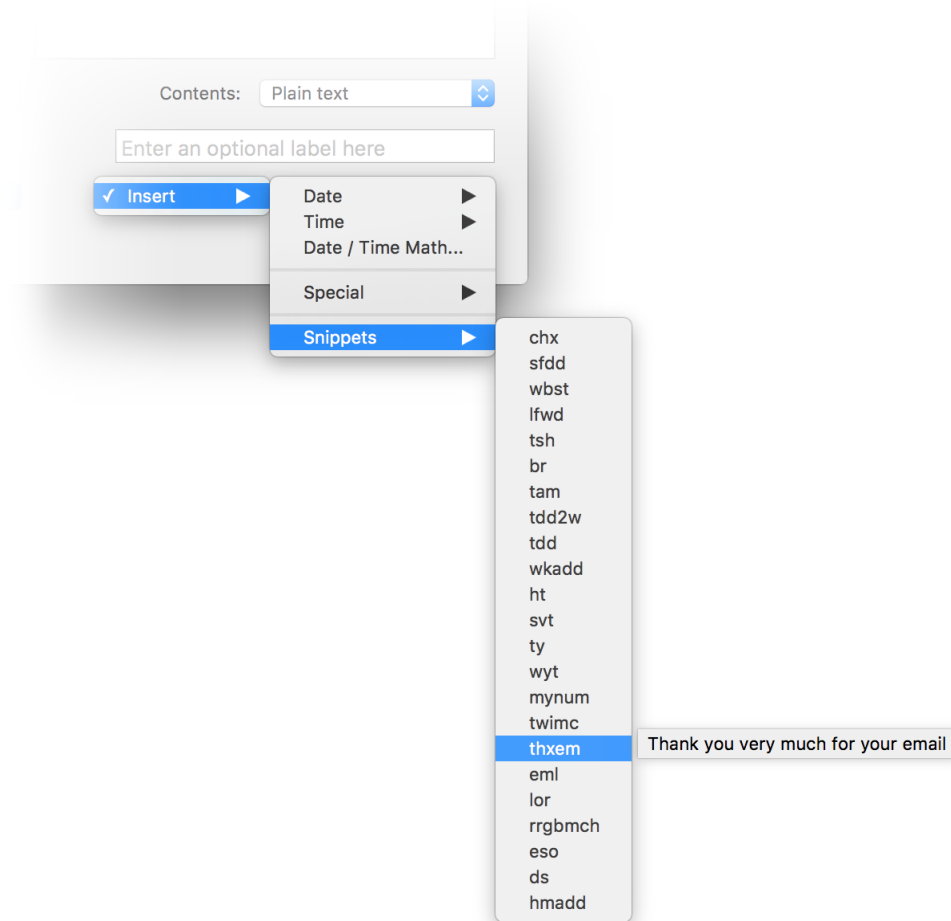 Contents: Plain text
Enter an optional label here
✓ Insert ▶
Date ▶
Time ▶
Date / Time Math...
Special ▶
Snippets ▶
chx
sfdd
wbst
lfwd
tsh
br
tam
tdd2w
tdd
wkadd
ht
svt
ty
wyt
mynum
twimc
thxem
Thank you very much for your email
eml
lor
rrgbmch
eso
ds
hmadd